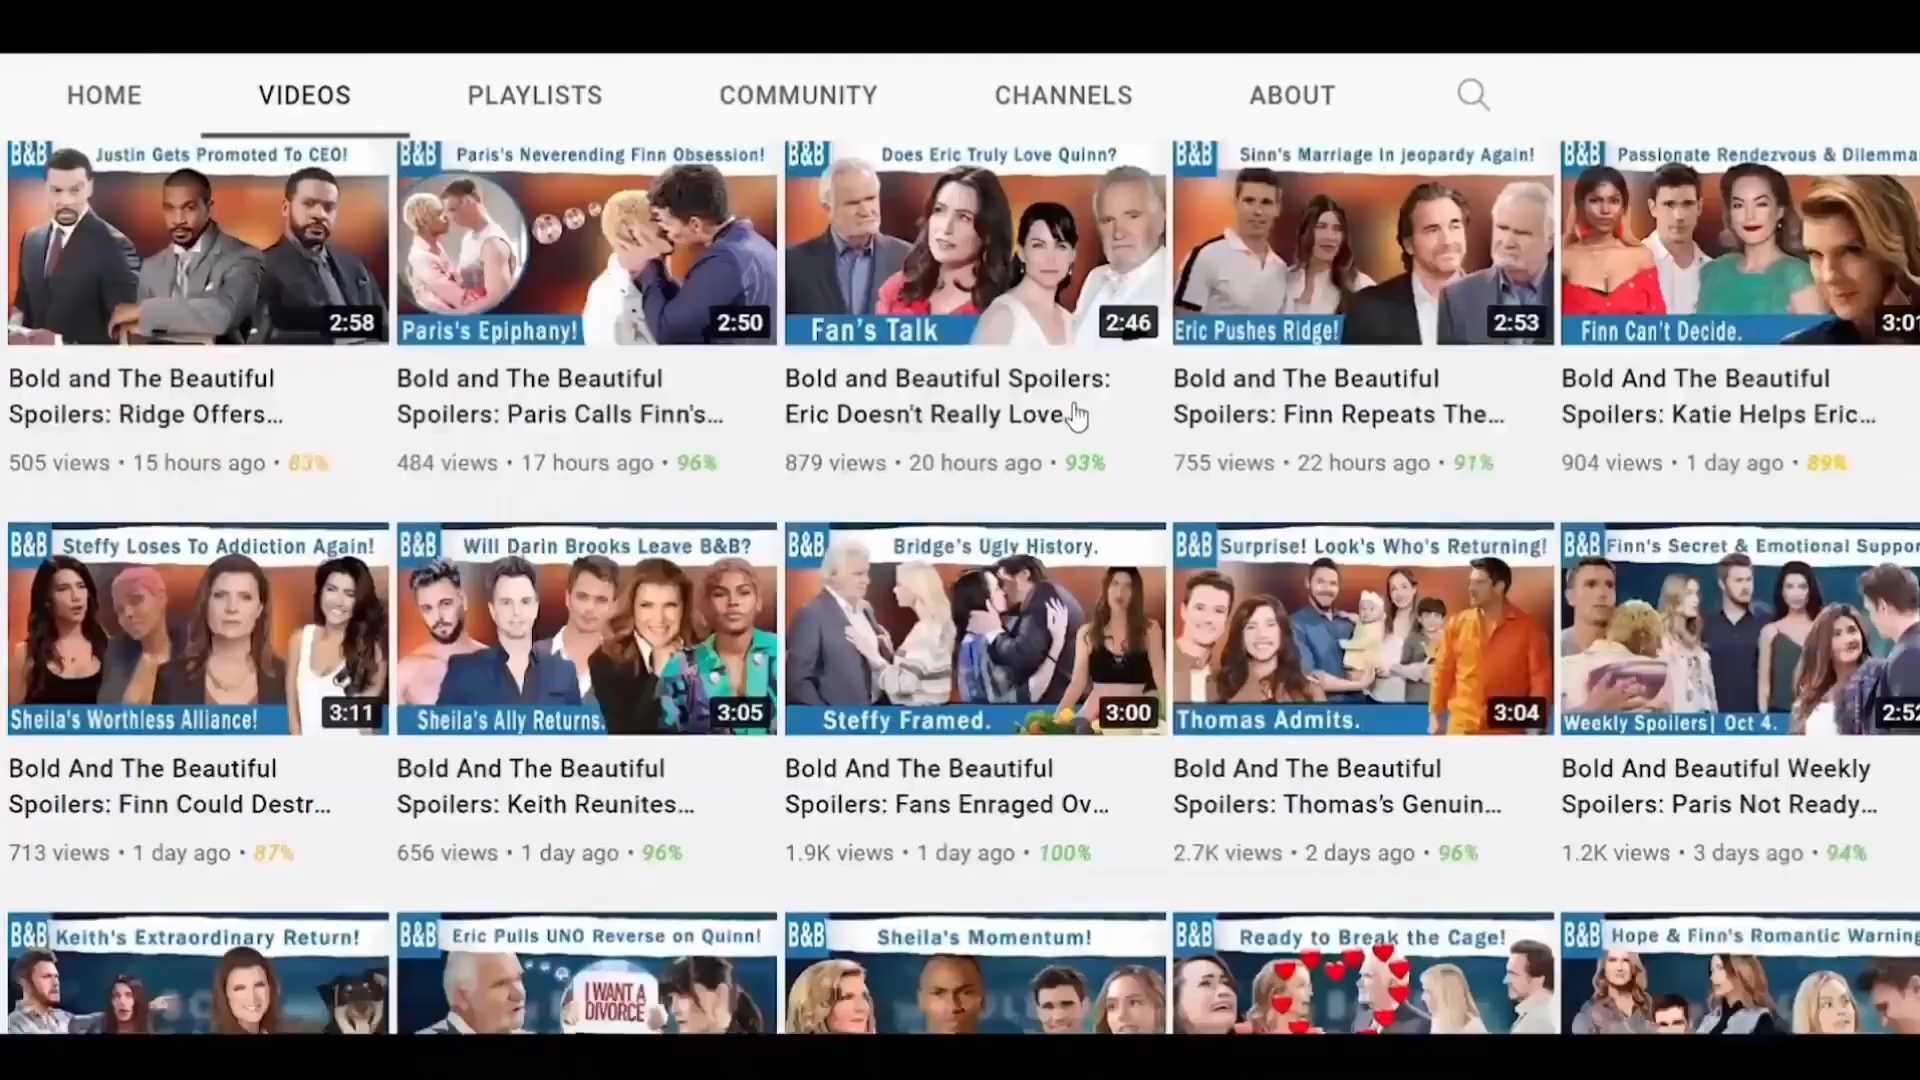 HOME VIDEOS PLAYLISTS COMMUNITY CHANNELS ABOUT
B&B Justin Gets Promoted To CEO!
2:58
Bold and The Beautiful
Spoilers: Ridge Offers...
505 views • 15 hours ago • 83%
B&B Paris's Neverending Finn Obsession!
Paris's Epiphany!
2:50
Bold and The Beautiful
Spoilers: Paris Calls Finn's...
484 views • 17 hours ago • 96%
B&B Does Eric Truly Love Quinn?
Fan's Talk
2:46
Bold and Beautiful Spoilers:
Eric Doesn't Really Love...
879 views • 20 hours ago • 93%
B&B Sinn's Marriage In Jeopardy Again!
Eric Pushes Ridge!
2:53
Bold and The Beautiful
Spoilers: Finn Repeats The...
755 views • 22 hours ago • 91%
B&B Passionate Rendezvous & Dilemma
Finn Can't Decide.
3:01
Bold And The Beautiful
Spoilers: Katie Helps Eric...
904 views • 1 day ago • 89%
B&B Steffy Loses To Addiction Again!
Sheila's Worthless Alliance!
3:11
Bold And The Beautiful
Spoilers: Finn Could Destr...
713 views • 1 day ago • 87%
B&B Will Darin Brooks Leave B&B?
Sheila's Ally Returns.
3:05
Bold And The Beautiful
Spoilers: Keith Reunites...
656 views • 1 day ago • 96%
B&B Bridge's Ugly History.
Steffy Framed.
3:00
Bold And The Beautiful
Spoilers: Fans Enraged Ov...
1.9K views • 1 day ago • 100%
B&B Surprise! Look's Who's Returning!
Thomas Admits.
3:04
Bold And The Beautiful
Spoilers: Thomas's Genuin...
2.7K views • 2 days ago • 96%
B&B Finn's Secret & Emotional Suppor
Weekly Spoilers| Oct 4.
2:52
Bold And Beautiful Weekly
Spoilers: Paris Not Ready...
1.2K views • 3 days ago • 94%
B&B Keith's Extraordinary Return!
B&B Eric Pulls UNO Reverse on Quinn!
I WANT A
DIVORCE
B&B Sheila's Momentum!
B&B Ready to Break the Cage!
B&B Hope & Finn's Romantic Warning